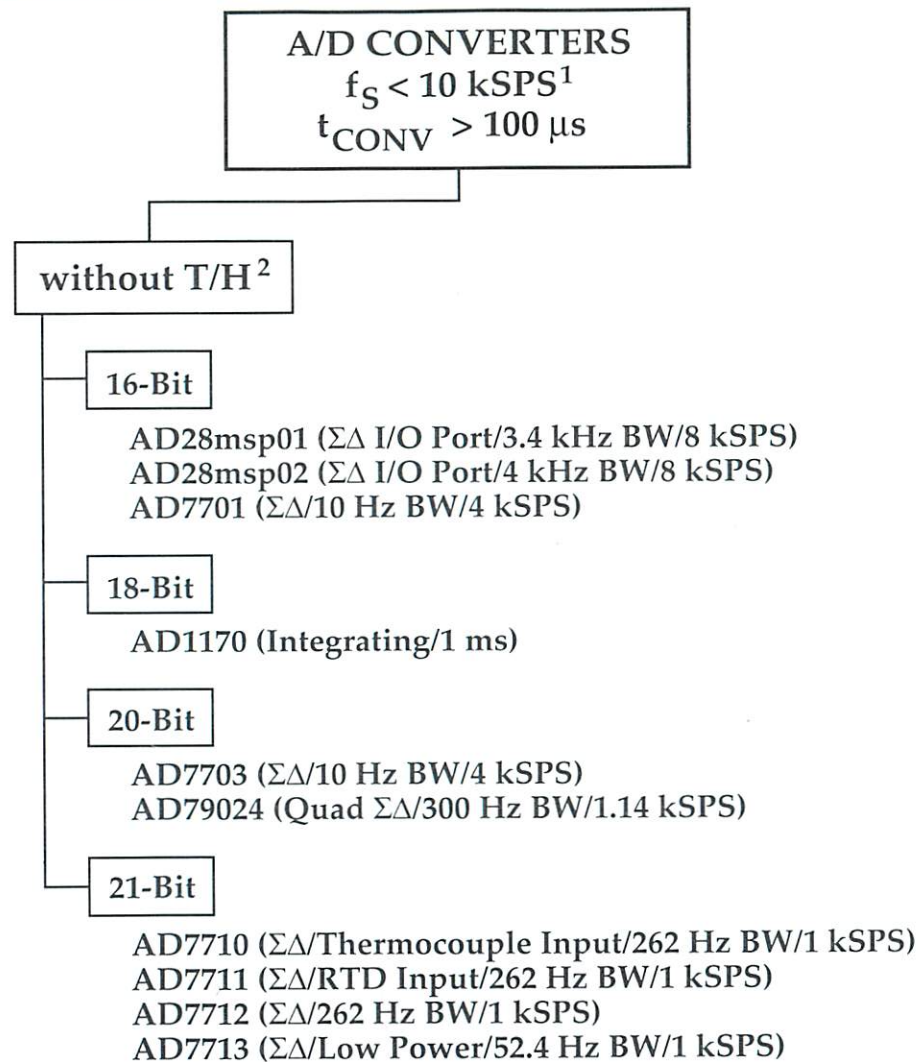 A/D CONVERTERS
fS < 10 kSPS1
tCONV > 100 µs
without T/H2
16-Bit
AD28msp01 (ΣΔ I/O Port/3.4 kHz BW/8 kSPS)
AD28msp02 (ΣΔ I/O Port/4 kHz BW/8 kSPS)
AD7701 (ΣΔ/10 Hz BW/4 kSPS)
18-Bit
AD1170 (Integrating/1 ms)
20-Bit
AD7703 (ΣΔ/10 Hz BW/4 kSPS)
AD79024 (Quad ΣΔ/300 Hz BW/1.14 kSPS)
21-Bit
AD7710 (ΣΔ/Thermocouple Input/262 Hz BW/1 kSPS)
AD7711 (ΣΔ/RTD Input/262 Hz BW/1 kSPS)
AD7712 (ΣΔ/262 Hz BW/1 kSPS)
AD7713 (ΣΔ/Low Power/52.4 Hz BW/1 kSPS)